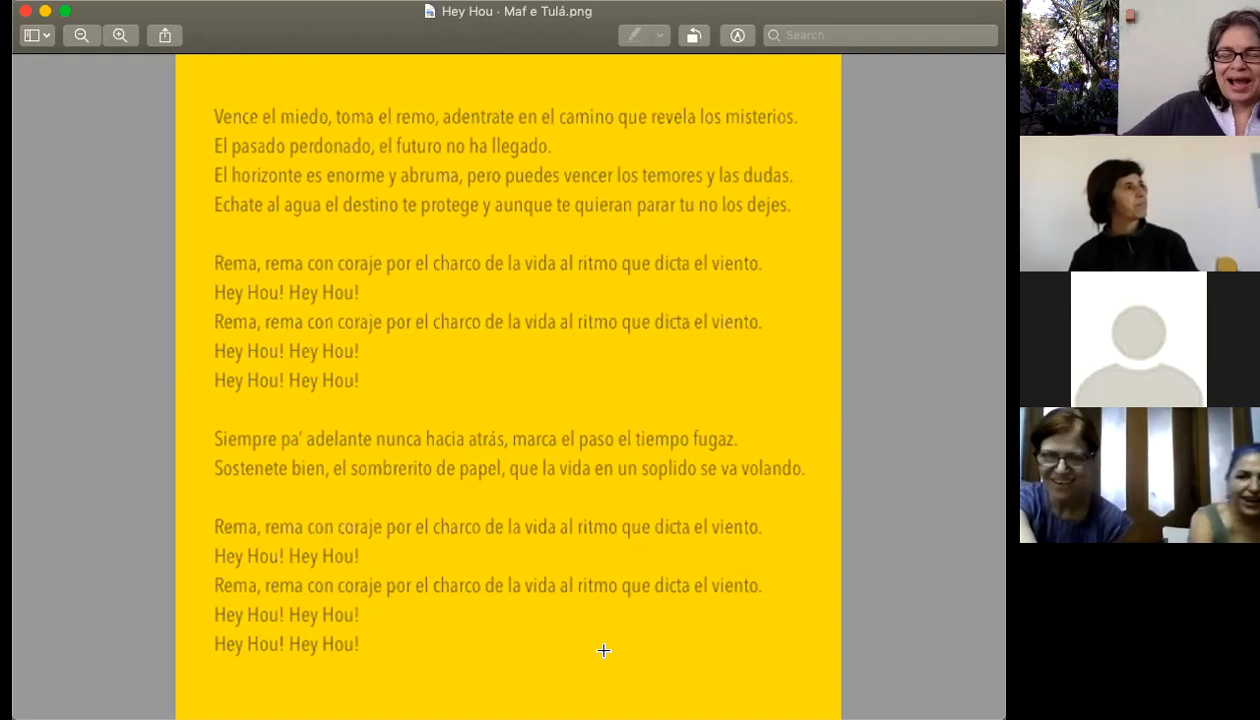 Hey Hou - Maf e Tulá.png
Search
Vence el miedo, toma el remo, adentrate en el camino que revela los misterios.
El pasado perdonado, el futuro no ha llegado.
El horizonte es enorme y abruma, pero puedes vencer los temores y las dudas.
Echate al agua el destino te protege y aunque te quieran parar tu no los dejes.
Rema, rema con coraje por el charco de la vida al ritmo que dicta el viento.
Hey Hou! Hey Hou!
Rema, rema con coraje por el charco de la vida al ritmo que dicta el viento.
Hey Hou! Hey Hou!
Hey Hou! Hey Hou!
Siempre pa' adelante nunca hacia atrás, marca el paso el tiempo fugaz.
Sostenete bien, el sombrerito de papel, que la vida en un soplido se va volando.
Rema, rema con coraje por el charco de la vida al ritmo que dicta el viento.
Hey Hou! Hey Hou!
Rema, rema con coraje por el charco de la vida al ritmo que dicta el viento.
Hey Hou! Hey Hou!
Hey Hou! Hey Hou!